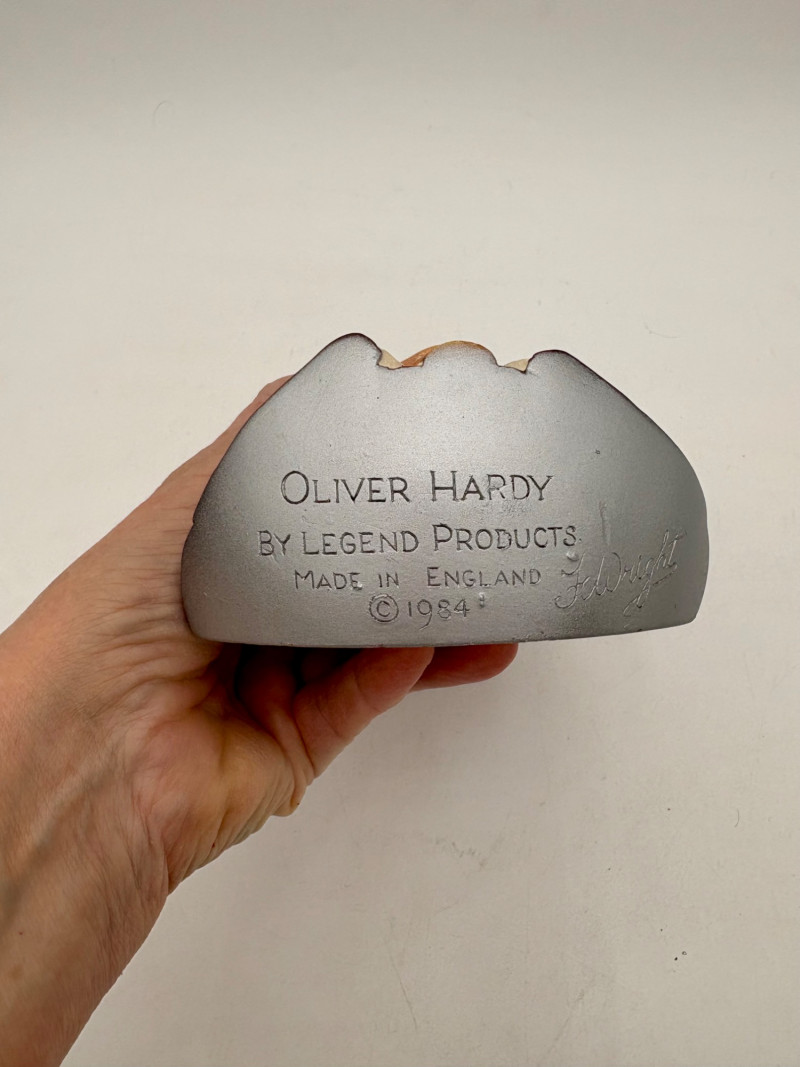 OLIVER HARDY
BY LEGEND PRODUCTS
MADE IN ENGLAND
© 1984
Wright